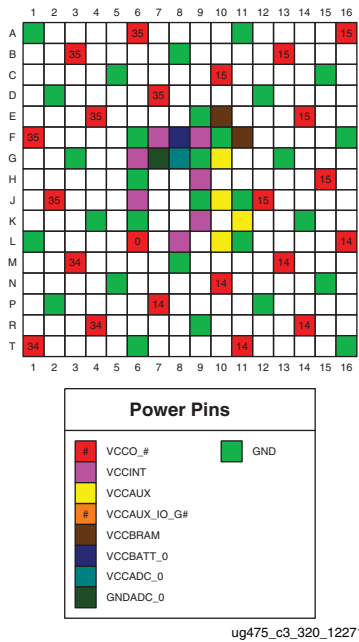 1 2 3 4 5 6 7 8 9 10 11 12 13 14 15 16
A 35 15 A
B 35 15 B
C 15 C
D 35 D
E 35 15 E
F 35 F
G G
H 15 H
J 35 15 J
K K
L 0 14 L
M 34 14 M
N 14 N
P 14 P
R 34 14 R
T 34 14 T
1 2 3 4 5 6 7 8 9 10 11 12 13 14 15 16
Power Pins
# VCCO_# GND
VCCINT
VCCAUX
# VCCAUX_IO_G#
VCCBRAM
VCCBATT_0
VCCADC_0
GNDADC_0